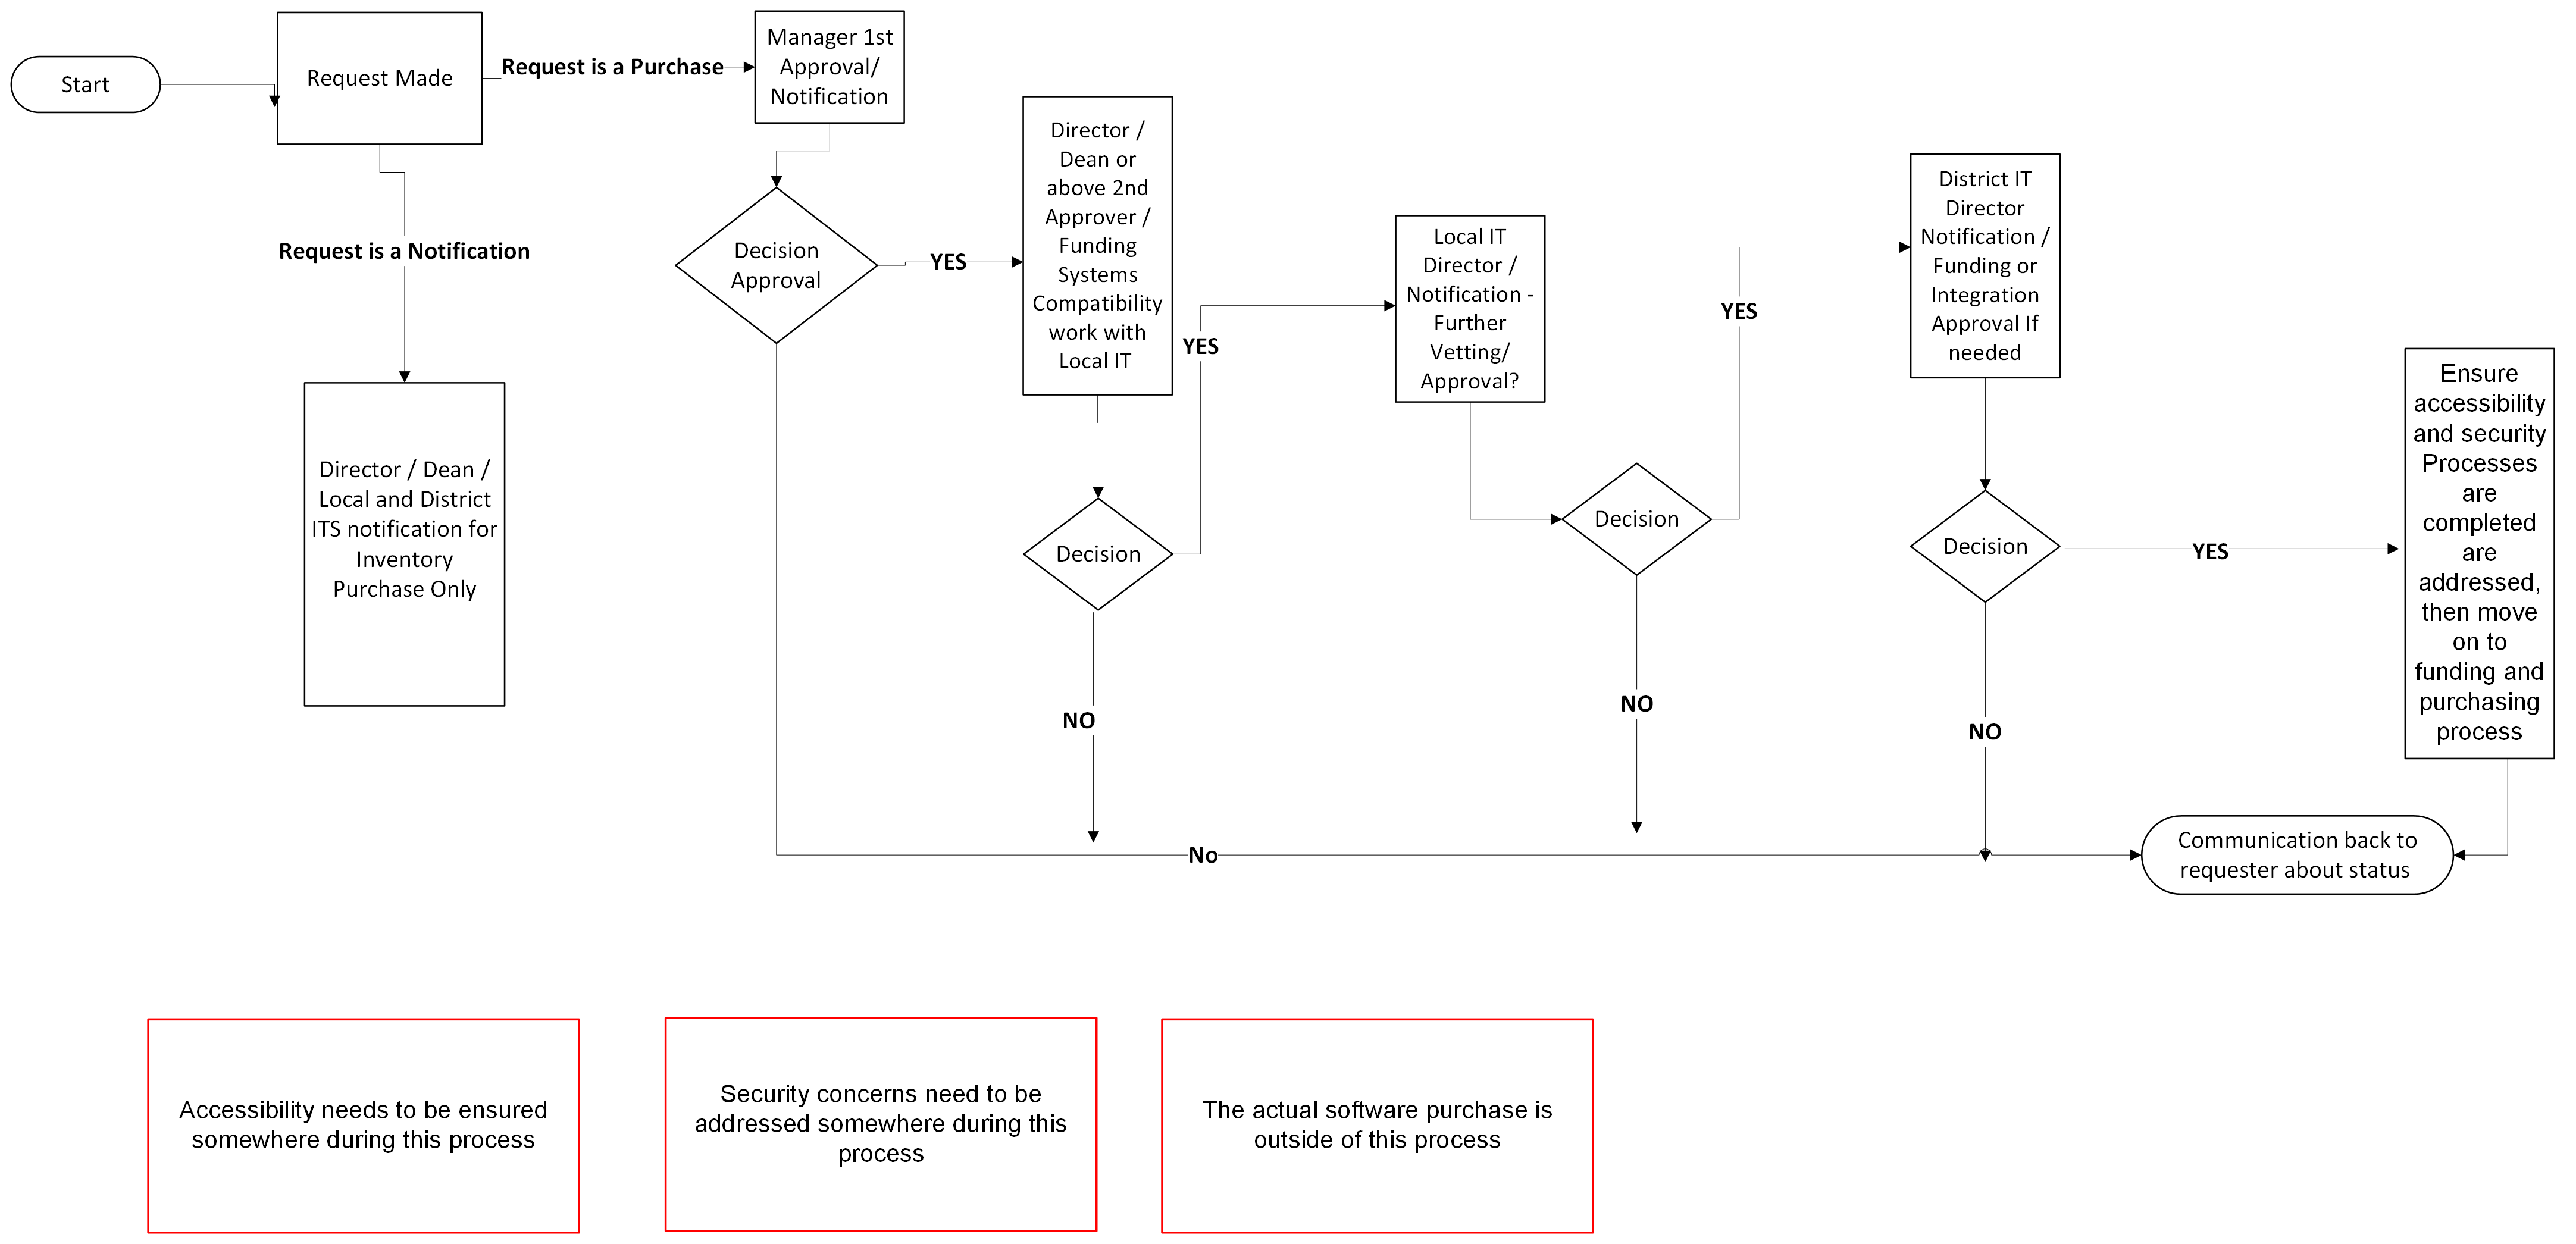 Start
Request Made
Request is a Purchase
Manager 1st
Approval/
Notification
Request is a Notification
Director / Dean /
Local and District
ITS notification for
Inventory
Purchase Only
Decision
Approval
YES
Director /
Dean or
above 2nd
Approver /
Funding
Systems
Compatibility
work with
Local IT
Decision
YES
NO
Local IT
Director /
Notification -
Further
Vetting/
Approval?
Decision
YES
NO
District IT
Director
Notification /
Funding or
Integration
Approval If
needed
Decision
YES
NO
Ensure
accessibility
and security
Processes
are
completed
are
addressed,
then move
on to
funding and
purchasing
process
No
Communication back to
requester about status
Accessibility needs to be ensured
somewhere during this process
Security concerns need to be
addressed somewhere during this
process
The actual software purchase is
outside of this process